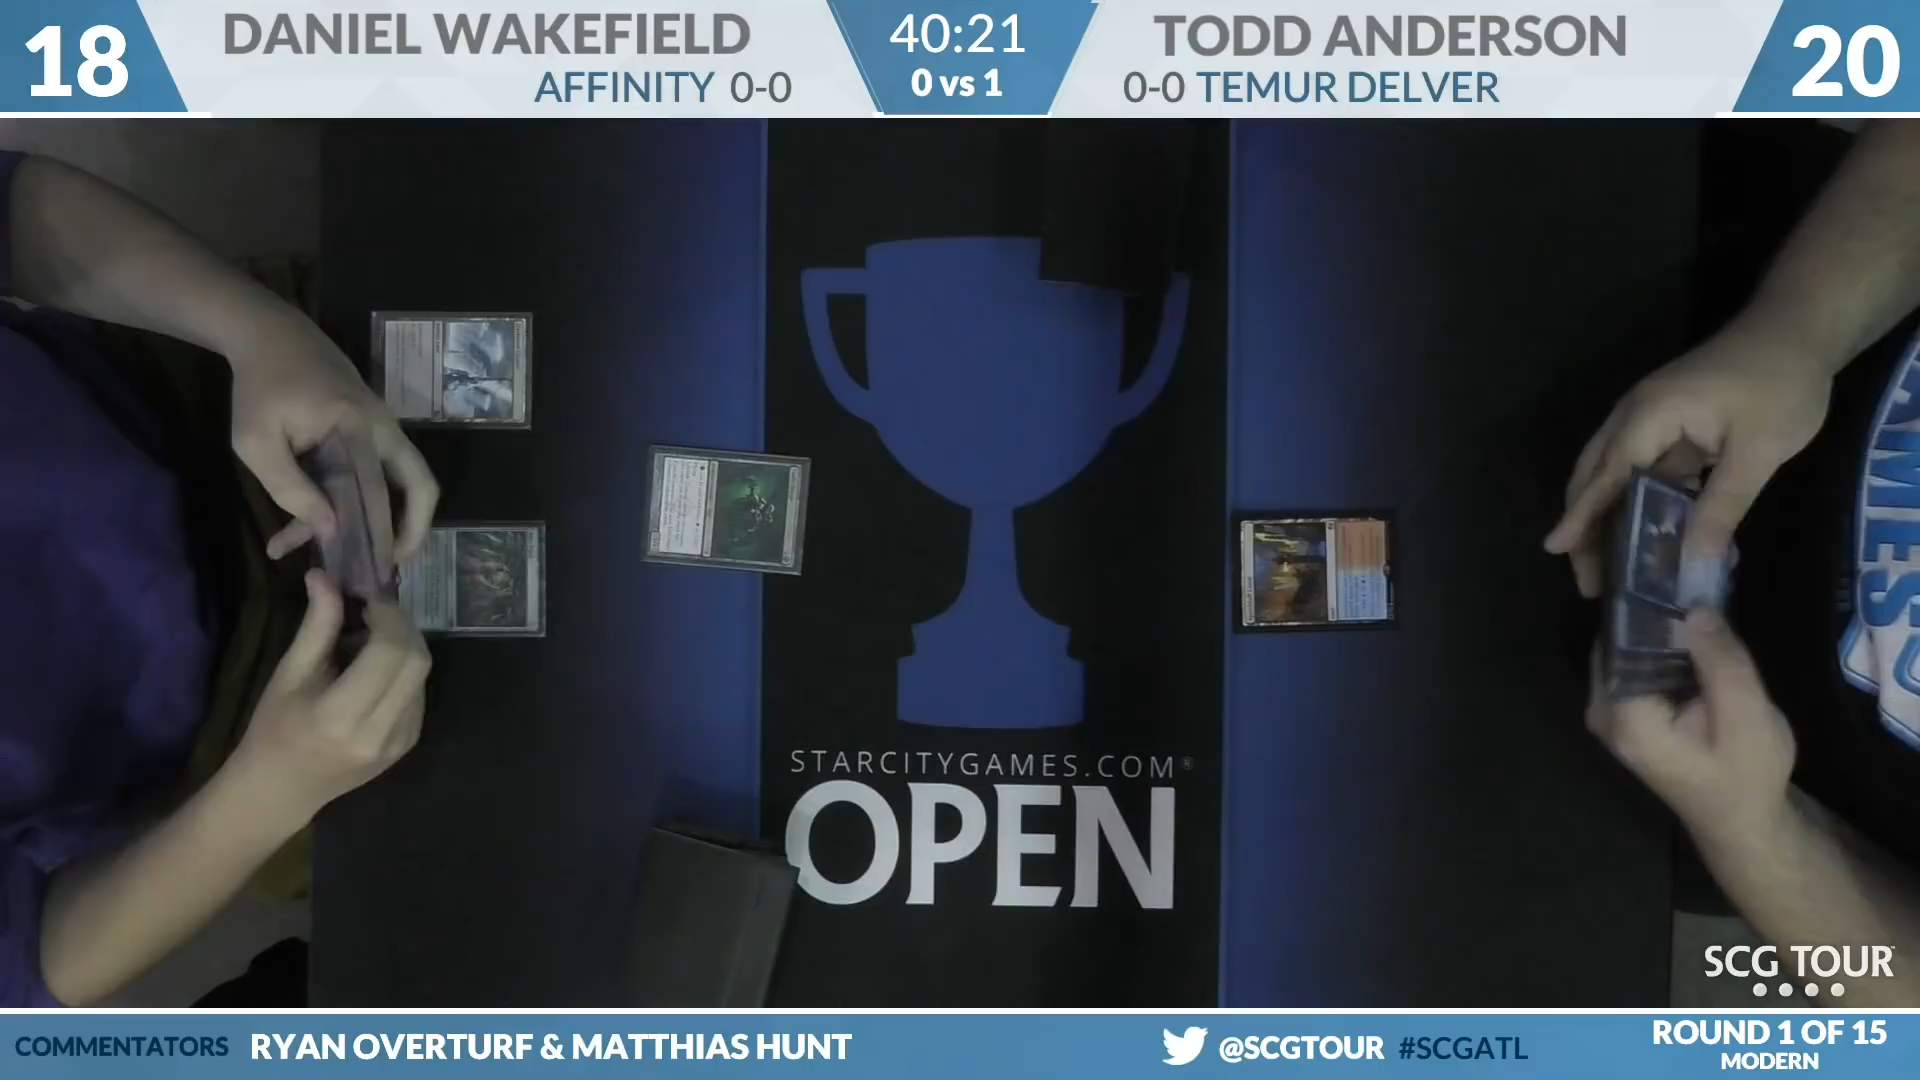 18
DANIEL WAKEFIELD
AFFINITY 0-0
40:21
0 vs 1
TODD ANDERSON
0-0 TEMUR DELVER
20
STARCITYGAMES.COM®
OPEN
SCG TOUR™
COMMENTATORS RYAN OVERTURF & MATTHIAS HUNT
@SCGTOUR #SCGATL
ROUND 1 OF 15
MODERN